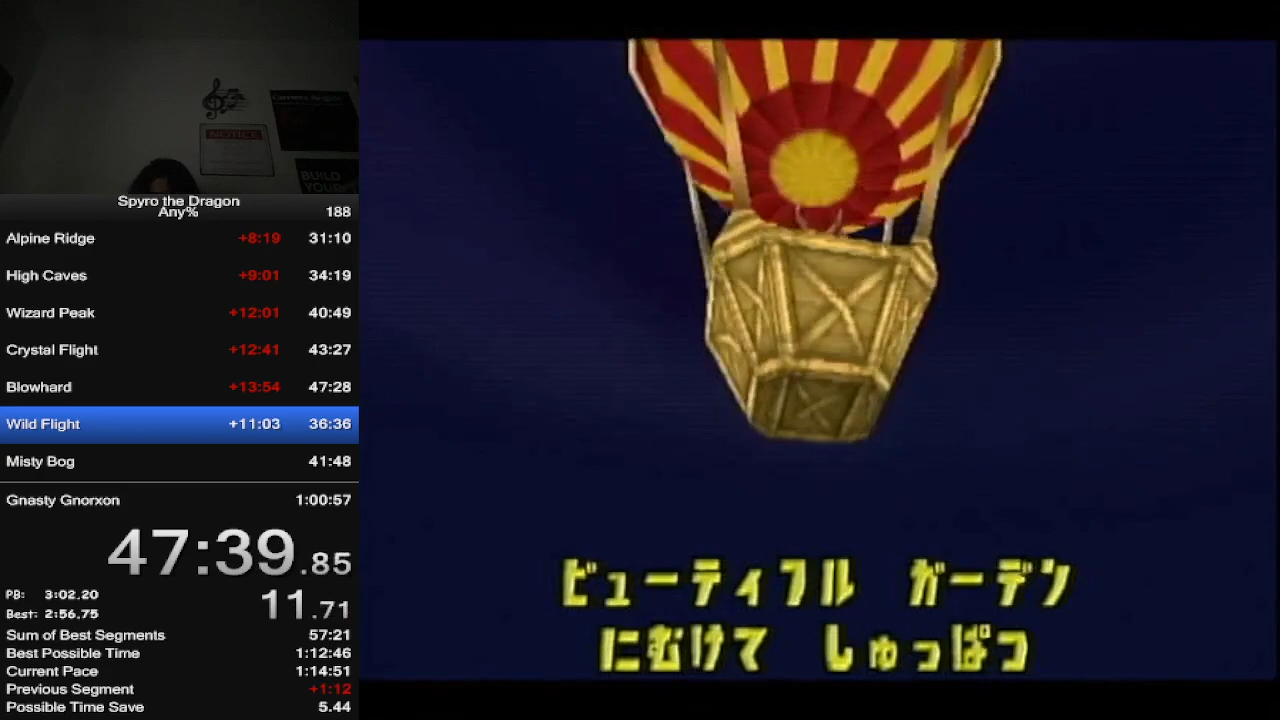 NOTICE
BUILD
YOUR
Spyro the Dragon
Any% 188
Alpine Ridge +8:19 31:10
High Caves +9:01 34:19
Wizard Peak +12:01 40:49
Crystal Flight +12:41 43:27
Blowhard +13:54 47:28
Wild Flight +11:03 36:36
Misty Bog 41:48
Gnasty Gnorxon 1:00:57
47:39.85
PB: 3:02.20
Best: 2:56.75
11.71
Sum of Best Segments 57:21
Best Possible Time 1:12:46
Current Pace 1:14:51
Previous Segment +1:12
Possible Time Save 5.44
ビューティフル ガーデン
にむけて しゅっぱつ